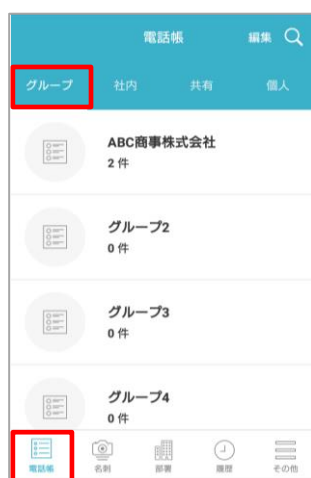 電話帳 編集
グループ 社内 共有 個人
ABC商事株式会社
2 件
グループ2
0 件
グループ3
0 件
グループ4
0 件
電話帳 名刺 部署 履歴 その他